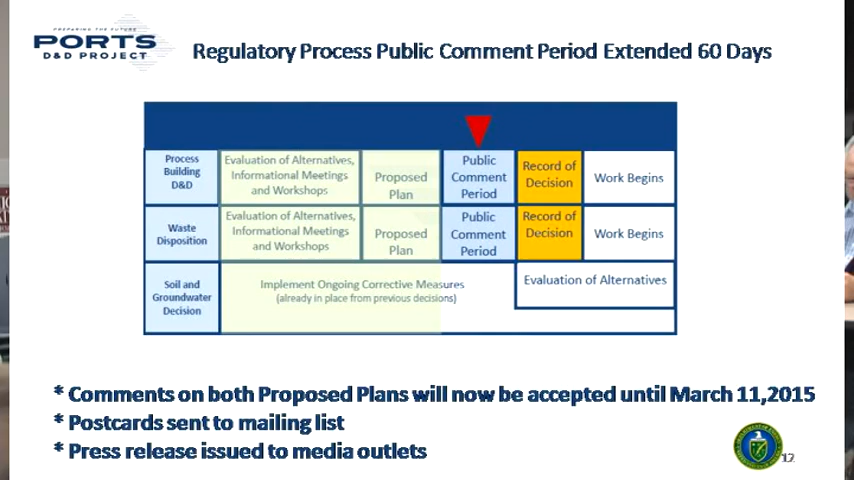 PREPARING THE FUTURE
PORTS
D&D PROJECT
Regulatory Process Public Comment Period Extended 60 Days
Process
Building
D&D
Evaluation of Alternatives,
Informational Meetings
and Workshops
Proposed
Plan
Public
Comment
Period
Record of
Decision
Work Begins
Waste
Disposition
Evaluation of Alternatives,
Informational Meetings
and Workshops
Proposed
Plan
Public
Comment
Period
Record of
Decision
Work Begins
Soil and
Groundwater
Decision
Implement Ongoing Corrective Measures
(already in place from previous decisions)
Evaluation of Alternatives
* Comments on both Proposed Plans will now be accepted until March 11,2015
* Postcards sent to mailing list
* Press release issued to media outlets
12